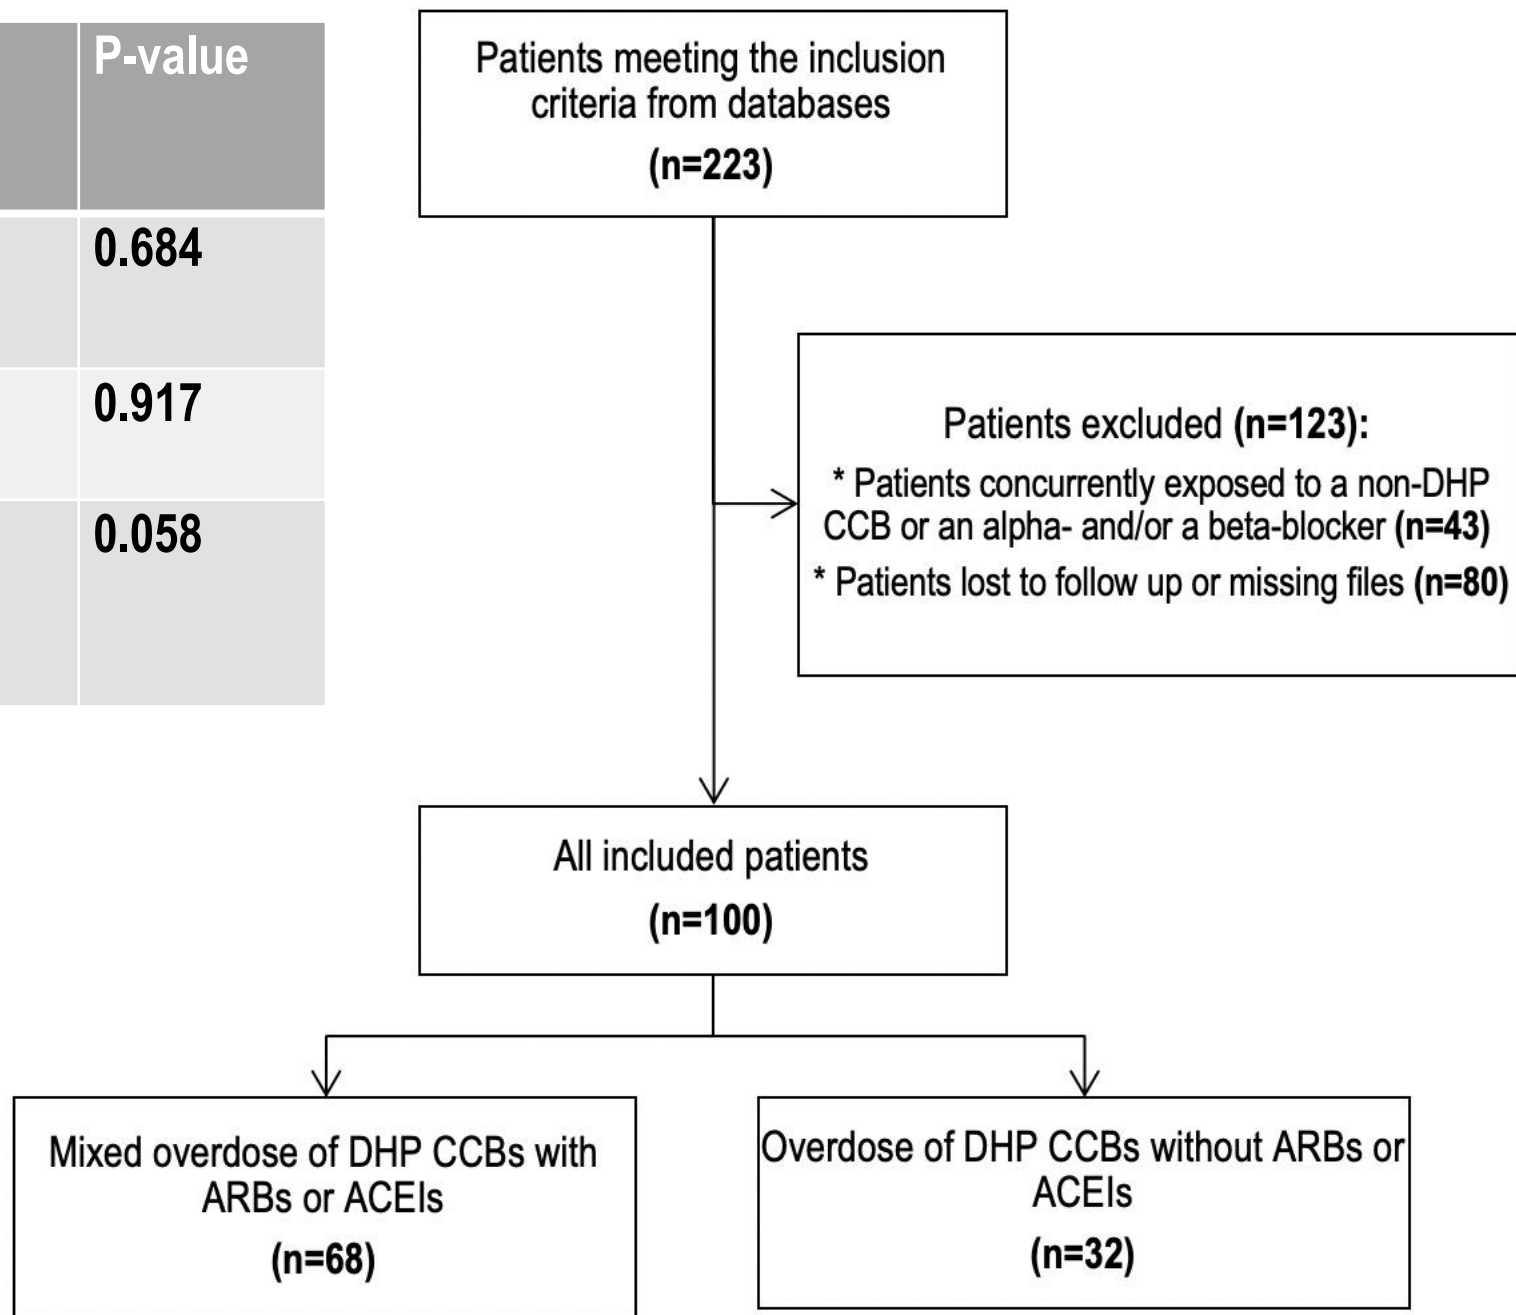 P-value
0.684
0.917
0.058
Patients meeting the inclusion
criteria from databases
(n=223)
Patients excluded (n=123):
* Patients concurrently exposed to a non-DHP
CCB or an alpha- and/or a beta-blocker (n=43)
* Patients lost to follow up or missing files (n=80)
All included patients
(n=100)
Mixed overdose of DHP CCBs with
ARBs or ACEIs
(n=68)
Overdose of DHP CCBs without ARBs or
ACEIs
(n=32)